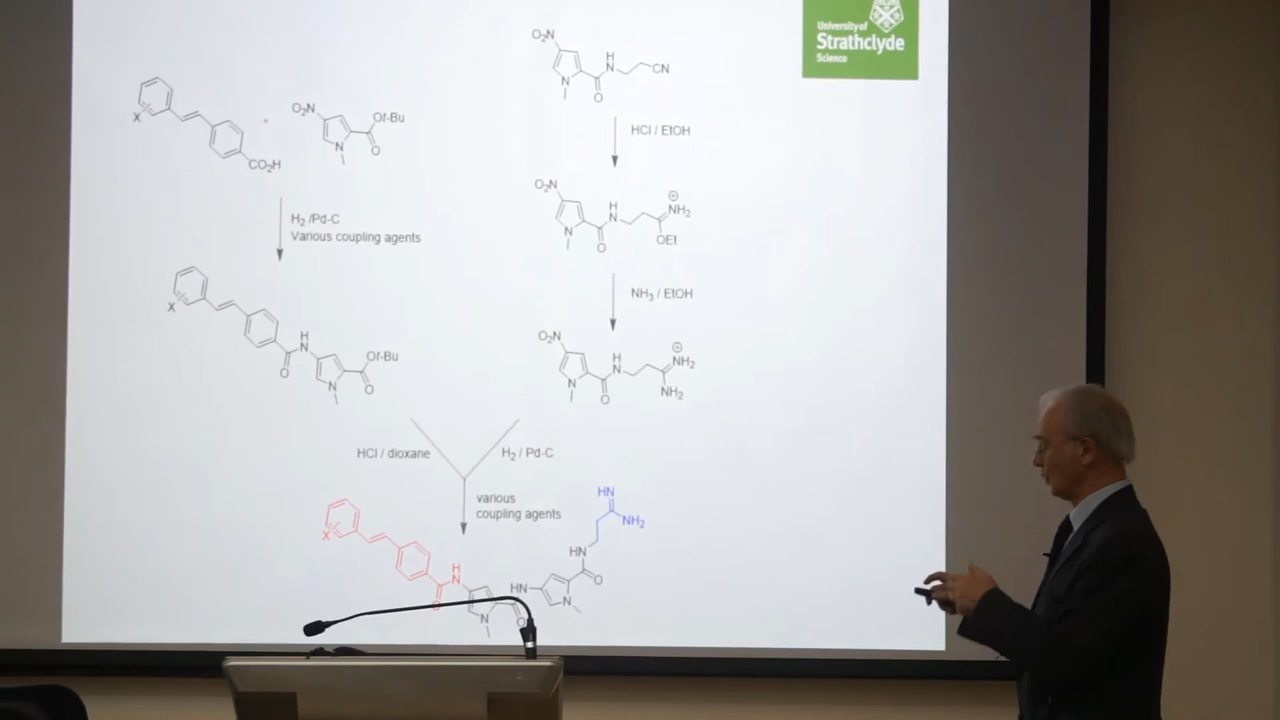 University of
Strathclyde
Science
X
CO₂H
+
O₂N
N
Ot-Bu
O
H₂ /Pd-C
Various coupling agents
X
O
H
N
N
Ot-Bu
O
O₂N
N
O
H
N
CN
HCl / EtOH
O₂N
N
O
H
N
⊕
NH₂
OEt
NH₃ / EtOH
O₂N
N
O
H
N
⊕
NH₂
NH₂
HCl / dioxane
H₂ / Pd-C
various
coupling agents
X
O
H
N
N
O
HN
N
O
HN
HN
NH₂